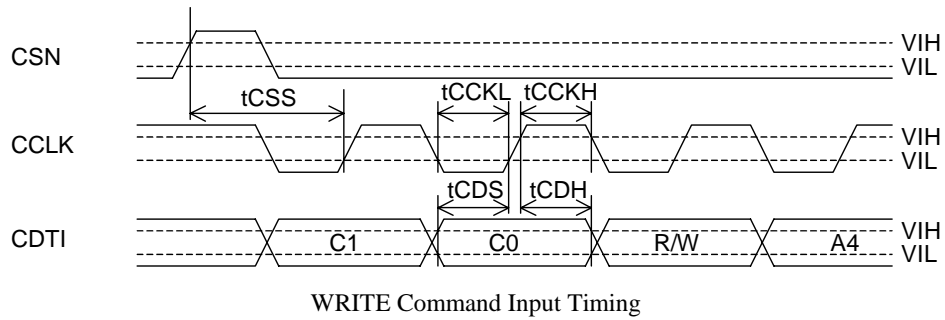 CSN
VIH
VIL
tCSS
tCCKL
tCCKH
CCLK
VIH
VIL
tCDS
tCDH
CDTI
C1
C0
R/W
A4
VIH
VIL
WRITE Command Input Timing